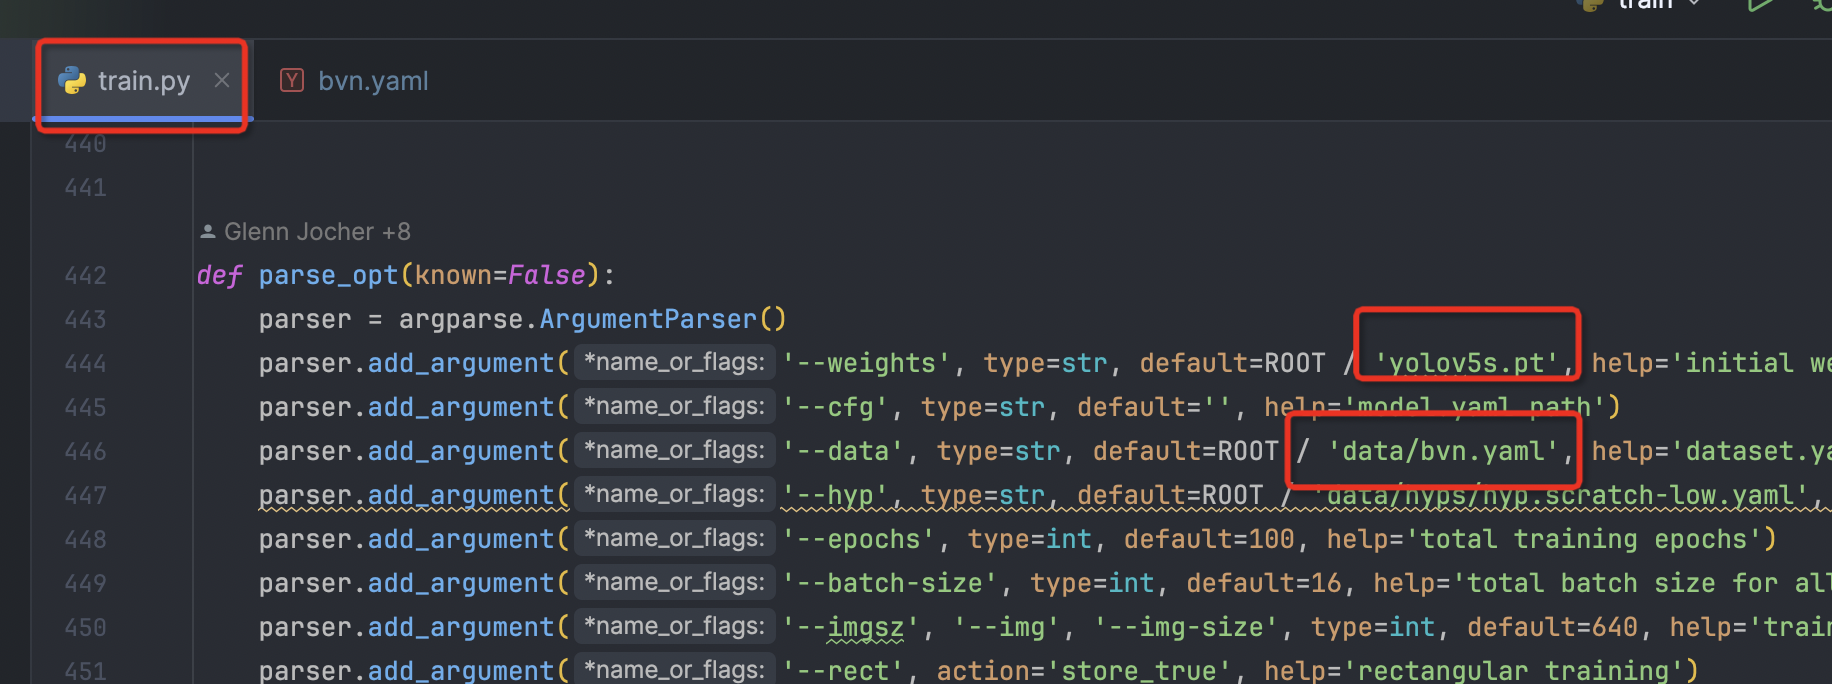 train
train.py
bvn.yaml
440
441
Glenn Jocher +8
442 def parse_opt(known=False):
443 parser = argparse.ArgumentParser()
444 parser.add_argument( *name_or_flags: '--weights', type=str, default=ROOT / 'yolov5s.pt', help='initial we
445 parser.add_argument( *name_or_flags: '--cfg', type=str, default='', help='model.yaml path')
446 parser.add_argument( *name_or_flags: '--data', type=str, default=ROOT / 'data/bvn.yaml', help='dataset.ya
447 parser.add_argument( *name_or_flags: '--hyp', type=str, default=ROOT / 'data/hyps/hyp.scratch-low.yaml',
448 parser.add_argument( *name_or_flags: '--epochs', type=int, default=100, help='total training epochs')
449 parser.add_argument( *name_or_flags: '--batch-size', type=int, default=16, help='total batch size for all
450 parser.add_argument( *name_or_flags: '--imgsz', '--img', '--img-size', type=int, default=640, help='train
451 parser.add_argument( *name_or_flags: '--rect', action='store_true', help='rectangular training')